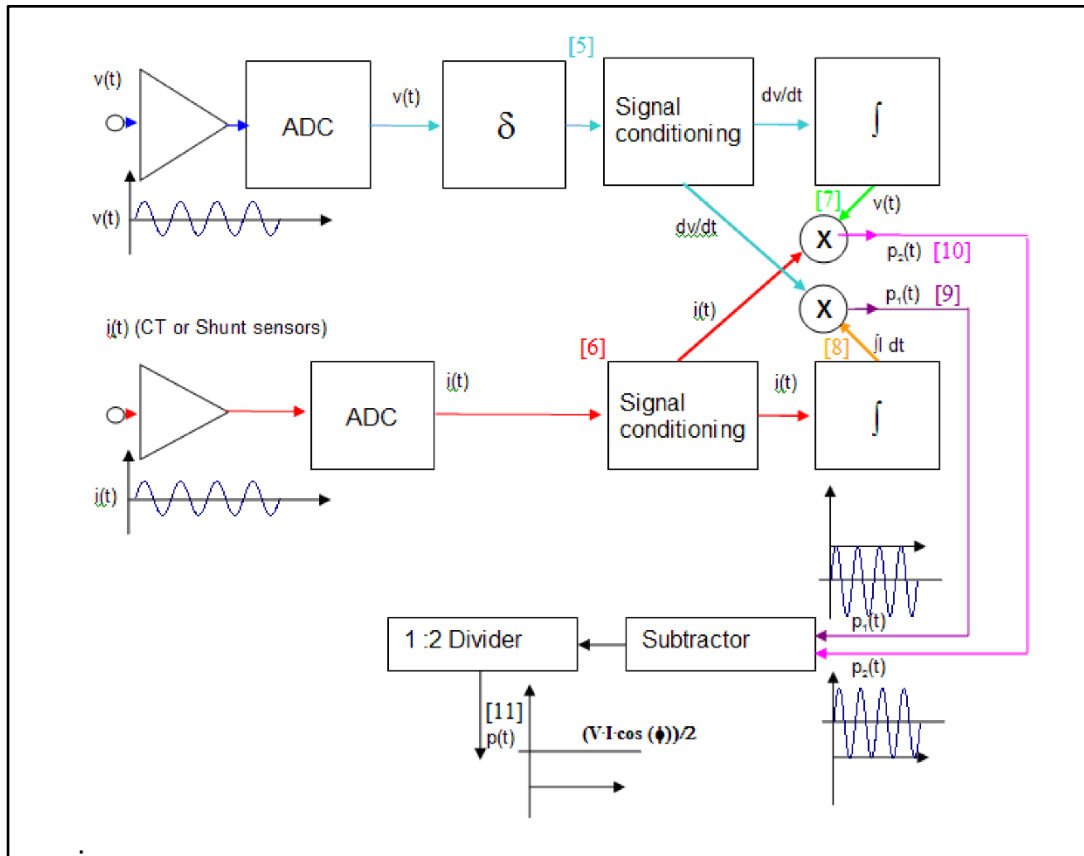 [5]
v(t)
v(t)
dv/dt
ADC
δ
Signal
conditioning
∫
v(t)
[7]
v(t)
dv/dt
X
p₂(t) [10]
i(t)
X
p₁(t) [9]
i(t) (CT or Shunt sensors)
[6]
[8]
∫I dt
i(t)
i(t)
ADC
Signal
conditioning
∫
i(t)
p₁(t)
1 :2 Divider
Subtractor
p₂(t)
[11]
p(t)
(V·I·cos (ϕ))/2
.